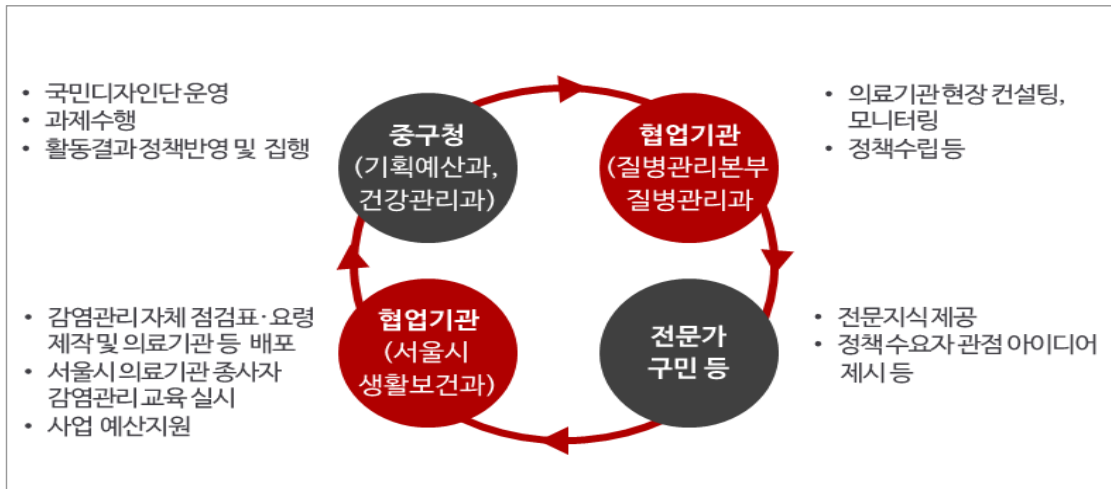 • 국민디자인단 운영
• 과제수행
• 활동결과 정책반영 및 집행
중구청
(기획예산과,
건강관리과)
협업기관
(질병관리본부
질병관리과
• 의료기관 현장 컨설팅,
모니터링
• 정책수립 등
• 감염관리 자체 점검표·요령
제작 및 의료기관 등 배포
• 서울시 의료기관 종사자
감염관리 교육 실시
• 사업 예산지원
협업기관
(서울시
생활보건과)
전문가
구민 등
• 전문지식 제공
• 정책 수요자 관점 아이디어
제시 등